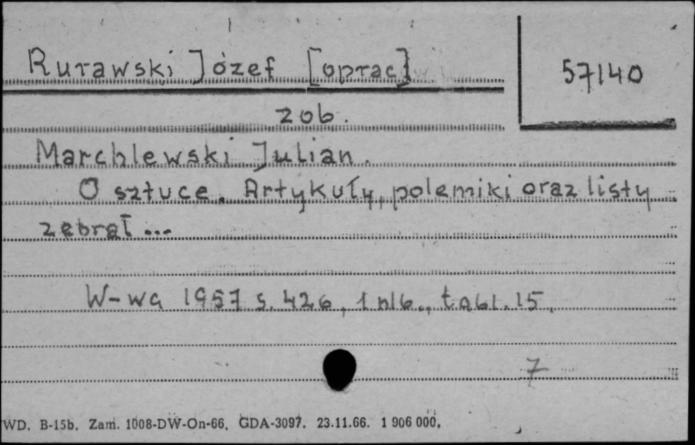 Rurawski Józef [oprac]
57140
zob.
Marchlewski Julian.
O sztuce. Artykuły, polemiki oraz listy
zebrał...
W-wa 1957 s. 426, 1 nlb., tabl. 15.
7
WD. B-15b. Zam. 1008-DW-On-66. GDA-3097. 23.11.66. 1 906 000.